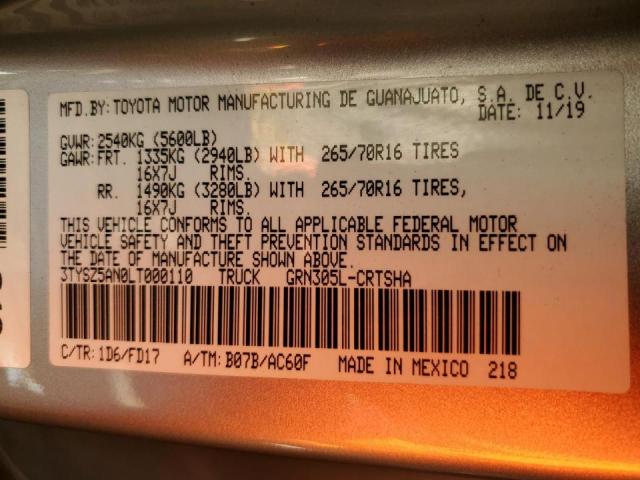 MFD.BY:TOYOTA MOTOR MANUFACTURING DE GUANAJUATO, S.A. DE C.V.
DATE: 11/19
GVWR:2540KG (5600LB)
GAWR:FRT. 1335KG (2940LB) WITH 265/70R16 TIRES
16X7J RIMS.
RR. 1490KG (3280LB) WITH 265/70R16 TIRES,
16X7J RIMS.
THIS VEHICLE CONFORMS TO ALL APPLICABLE FEDERAL MOTOR
VEHICLE SAFETY AND THEFT PREVENTION STANDARDS IN EFFECT ON
THE DATE OF MANUFACTURE SHOWN ABOVE.
3TYSZ5AN0LT000110 TRUCK GRN305L-CRTSHA
C/TR:1D6/FD17 A/TM:B07B/AC60F MADE IN MEXICO 218